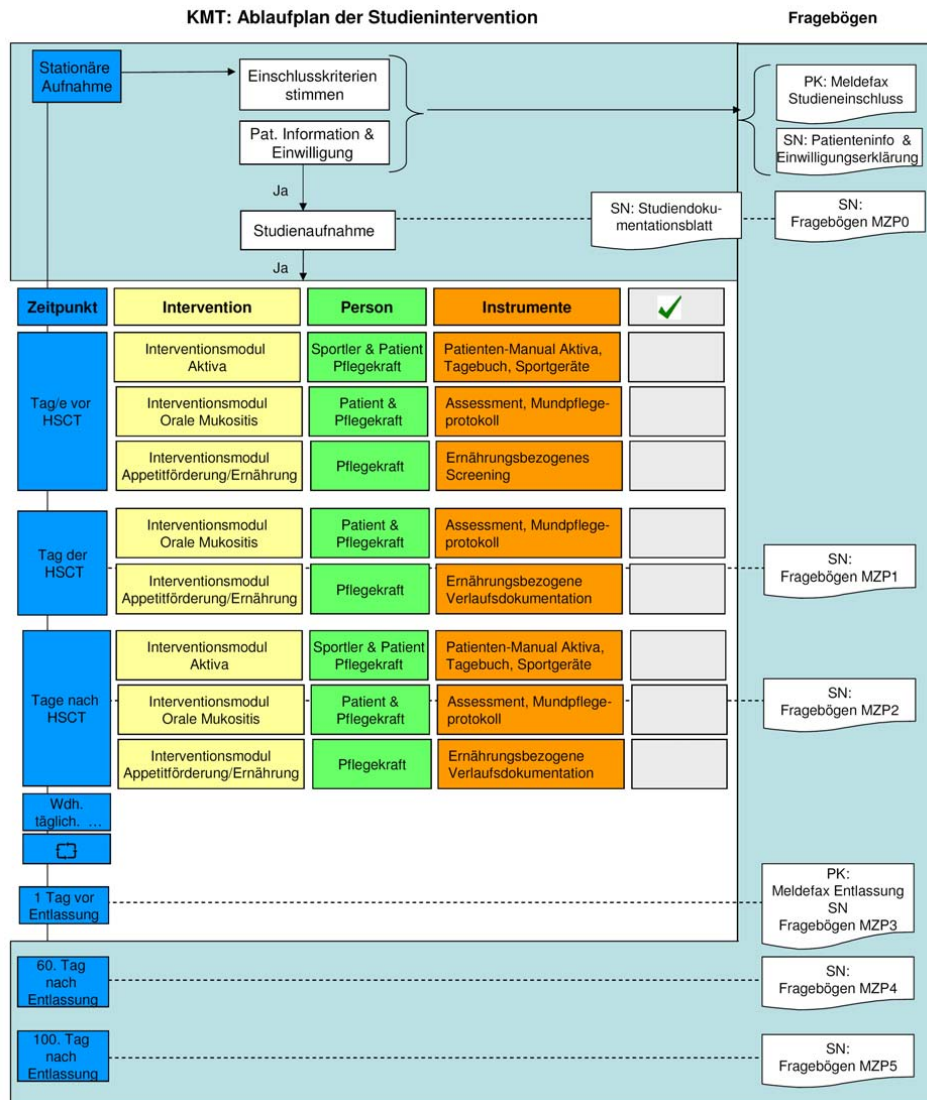 KMT: Ablaufplan der Studienintervention
Fragebögen
Stationäre
Aufnahme
Einschlusskriterien
stimmen
PK: Meldefax
Studieneinschluss
Pat. Information &
Einwilligung
SN: Patienteninfo &
Einwilligungserklärung
Ja
Studienaufnahme
SN: Studiendoku-
mentationsblatt
SN:
Fragebögen MZP0
Ja
Zeitpunkt
Intervention
Person
Instrumente
Tag/e vor
HSCT
Interventionsmodul
Aktiva
Sportler & Patient
Pflegekraft
Patienten-Manual Aktiva,
Tagebuch, Sportgeräte
Interventionsmodul
Orale Mukositis
Patient &
Pflegekraft
Assessment, Mundpflege-
protokoll
Interventionsmodul
Appetitförderung/Ernährung
Pflegekraft
Ernährungsbezogenes
Screening
Tag der
HSCT
Interventionsmodul
Orale Mukositis
Patient &
Pflegekraft
Assessment, Mundpflege-
protokoll
Interventionsmodul
Appetitförderung/Ernährung
Pflegekraft
Ernährungsbezogene
Verlaufsdokumentation
SN:
Fragebögen MZP1
Tage nach
HSCT
Interventionsmodul
Aktiva
Sportler & Patient
Pflegekraft
Patienten-Manual Aktiva,
Tagebuch, Sportgeräte
Interventionsmodul
Orale Mukositis
Patient &
Pflegekraft
Assessment, Mundpflege-
protokoll
SN:
Fragebögen MZP2
Interventionsmodul
Appetitförderung/Ernährung
Pflegekraft
Ernährungsbezogene
Verlaufsdokumentation
Wdh.
täglich. …
1 Tag vor
Entlassung
PK:
Meldefax Entlassung
SN
Fragebögen MZP3
60. Tag
nach
Entlassung
SN:
Fragebögen MZP4
100. Tag
nach
Entlassung
SN:
Fragebögen MZP5